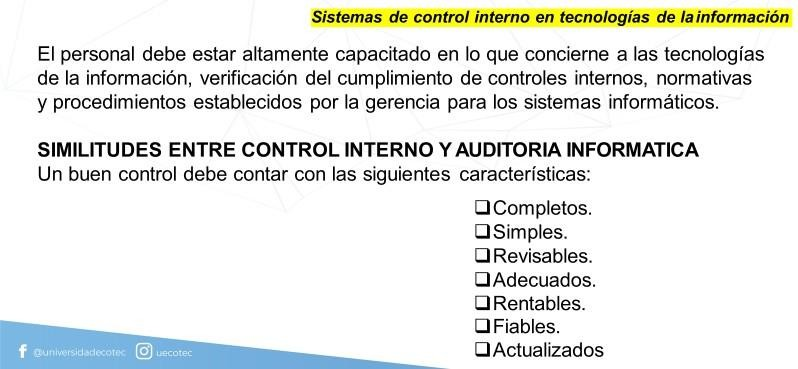 Sistemas de control interno en tecnologías de la información
El personal debe estar altamente capacitado en lo que concierne a las tecnologías
de la información, verificación del cumplimiento de controles internos, normativas
y procedimientos establecidos por la gerencia para los sistemas informáticos.
SIMILITUDES ENTRE CONTROL INTERNO Y AUDITORIA INFORMATICA
Un buen control debe contar con las siguientes características:
❑Completos.
❑Simples.
❑Revisables.
❑Adecuados.
❑Rentables.
❑Fiables.
❑Actualizados
@universidadecotec uecotec